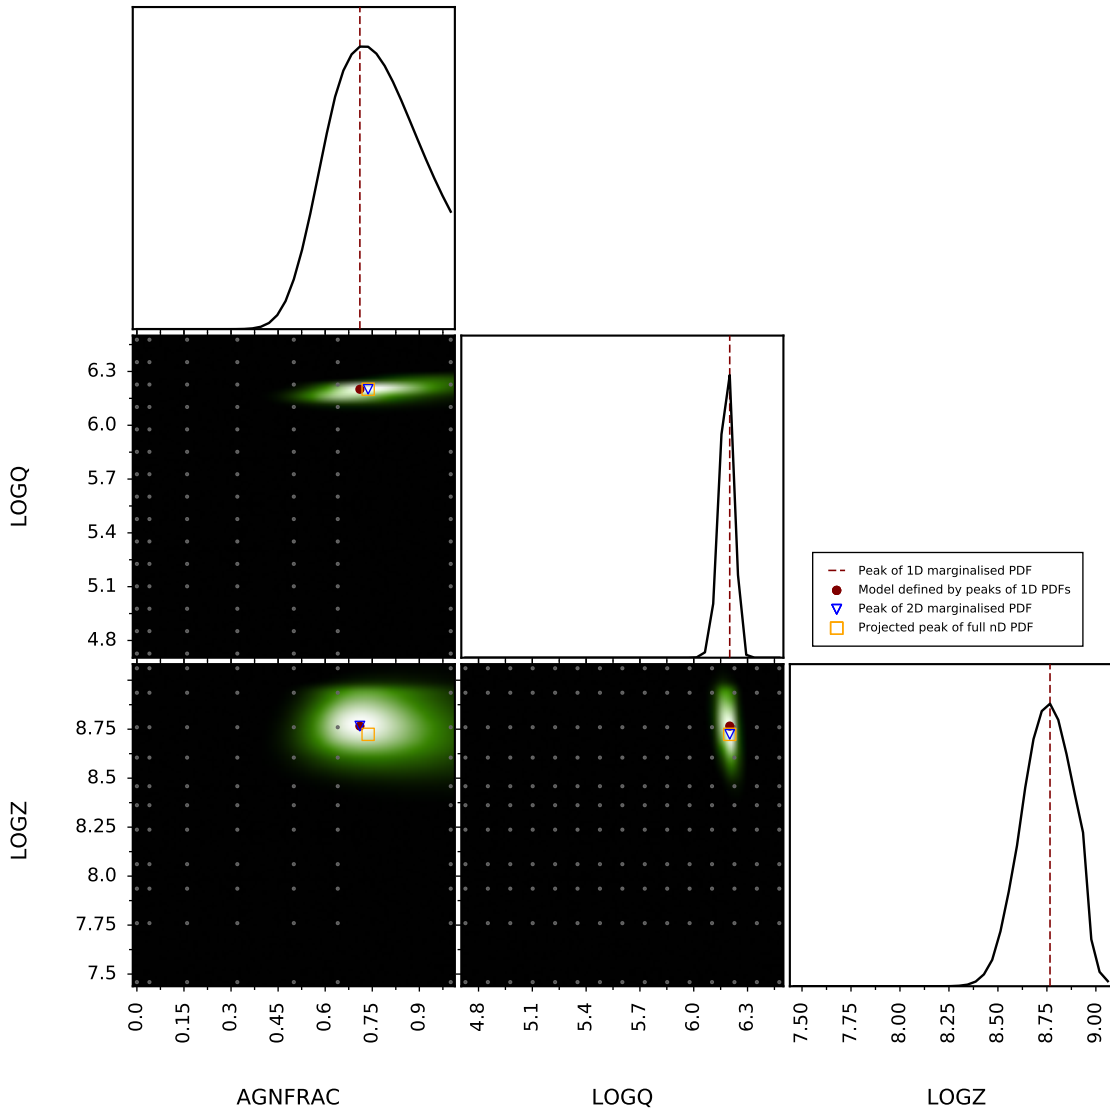 6.3
6.0
5.7
5.4
5.1
4.8
LOGQ
Peak of 1D marginalised PDF
Model defined by peaks of 1D PDFs
Peak of 2D marginalised PDF
Projected peak of full nD PDF
8.75
8.5
8.25
8.0
7.75
7.5
LOGZ
0.0 0.15 0.3 0.45 0.6 0.75 0.9
4.8 5.1 5.4 5.7 6.0 6.3
7.50 7.75 8.00 8.25 8.50 8.75 9.00
AGNFRAC
LOGQ
LOGZ